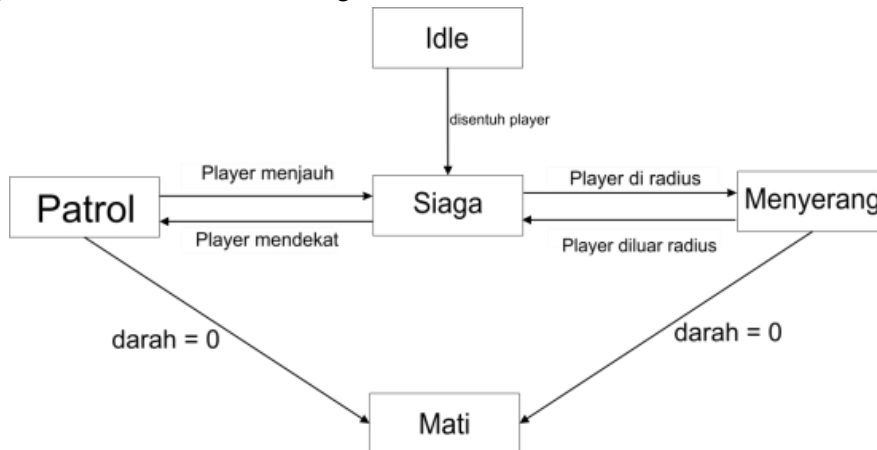 Idle
disentuh player
Player menjauh
Player di radius
Patrol
Siaga
Menyerang
Player mendekat
Player diluar radius
darah = 0
darah = 0
Mati